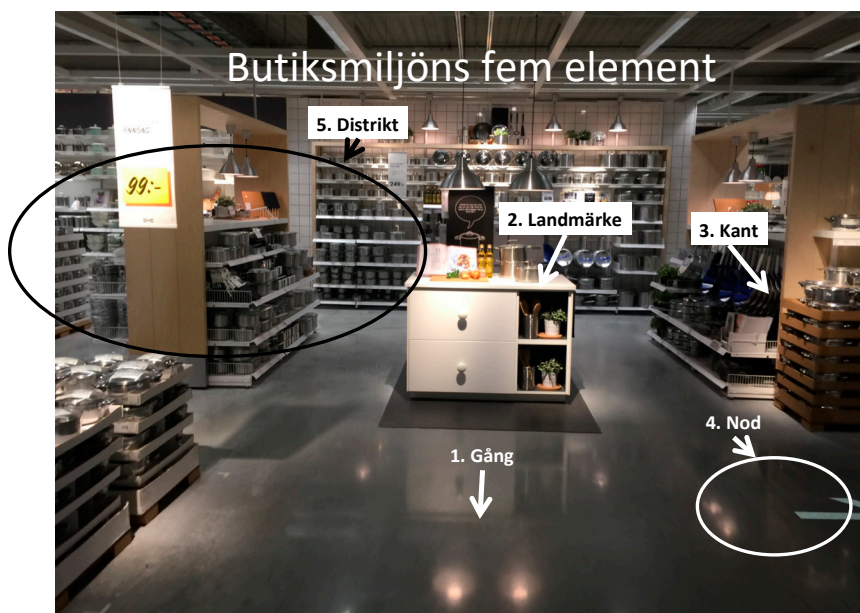 Butiksmiljöns fem element
5. Distrikt
99:-
2. Landmärke
3. Kant
4. Nod
1. Gång